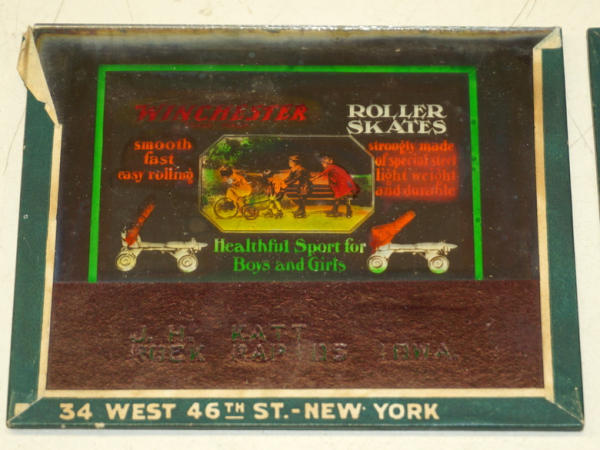 WINCHESTER
ROLLER
SKATES
smooth
fast
easy rolling
strongly made
of special steel
light weight
and durable
Healthful Sport for
Boys and Girls
J. H. KATT
ROCK RAPIDS IOWA
34 WEST 46TH ST.-NEW YORK